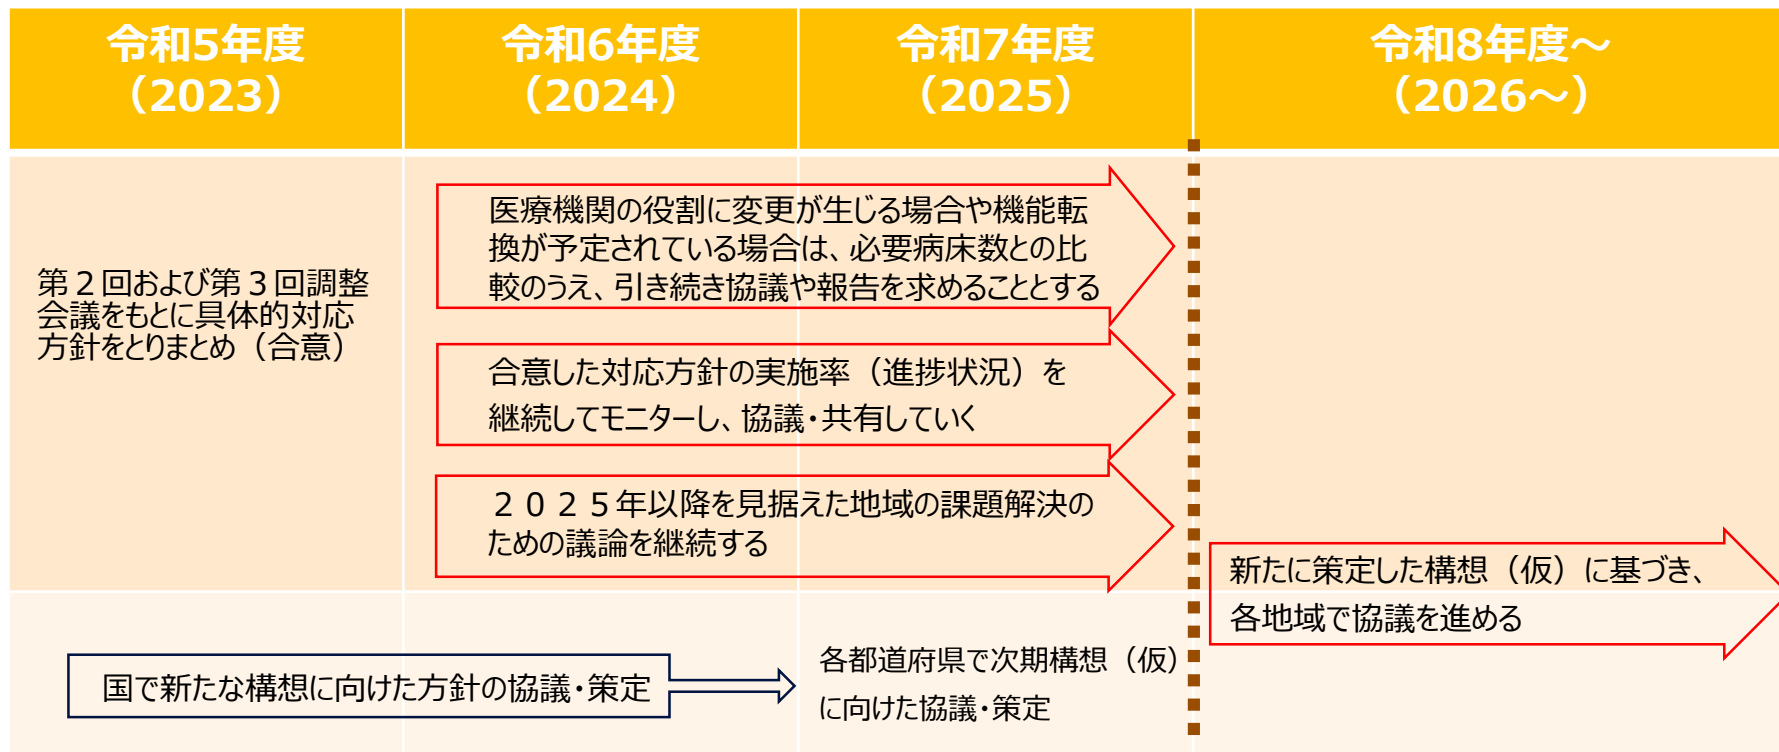 令和5年度
（2023）
令和6年度
（2024）
令和7年度
（2025）
令和8年度～
（2026～）
第２回および第３回調整
会議をもとに具体的対応
方針をとりまとめ（合意）
医療機関の役割に変更が生じる場合や機能転
換が予定されている場合は、必要病床数との比
較のうえ、引き続き協議や報告を求めることとする
合意した対応方針の実施率（進捗状況）を
継続してモニターし、協議・共有していく
２０２５年以降を見据えた地域の課題解決の
ための議論を継続する
新たに策定した構想（仮）に基づき、
各地域で協議を進める
国で新たな構想に向けた方針の協議・策定
各都道府県で次期構想（仮）
に向けた協議・策定